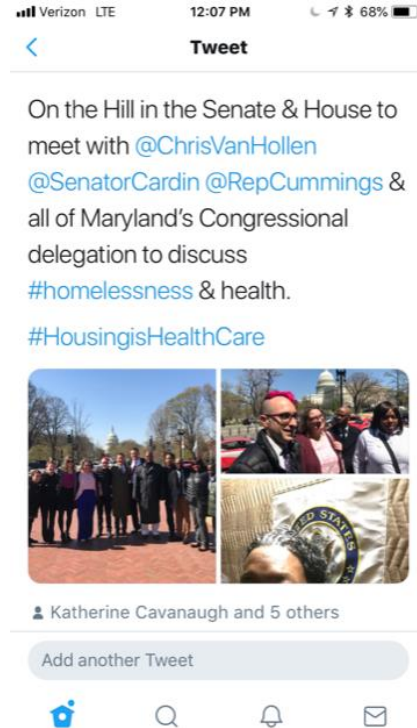 Verizon LTE 12:07 PM 68%
Tweet
On the Hill in the Senate & House to
meet with @ChrisVanHollen
@SenatorCardin @RepCummings &
all of Maryland's Congressional
delegation to discuss
#homelessness & health.
#HousingisHealthCare
ED STATES
Katherine Cavanaugh and 5 others
Add another Tweet